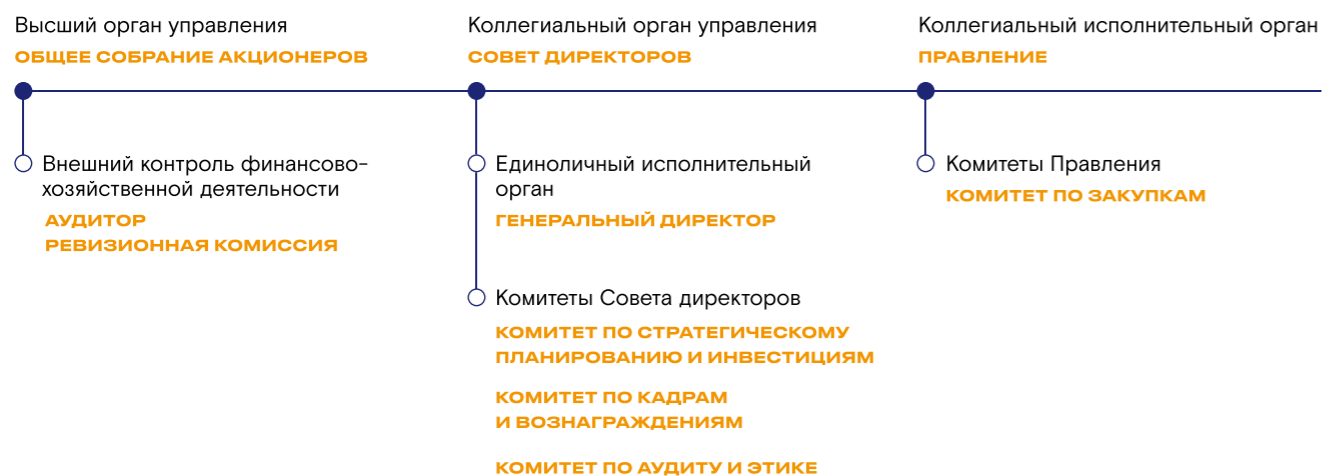 Высший орган управления
ОБЩЕЕ СОБРАНИЕ АКЦИОНЕРОВ
Внешний контроль финансово-
хозяйственной деятельности
АУДИТОР
РЕВИЗИОННАЯ КОМИССИЯ
Коллегиальный орган управления
СОВЕТ ДИРЕКТОРОВ
Единоличный исполнительный
орган
ГЕНЕРАЛЬНЫЙ ДИРЕКТОР
Комитеты Совета директоров
КОМИТЕТ ПО СТРАТЕГИЧЕСКОМУ
ПЛАНИРОВАНИЮ И ИНВЕСТИЦИЯМ
КОМИТЕТ ПО КАДРАМ
И ВОЗНАГРАЖДЕНИЯМ
КОМИТЕТ ПО АУДИТУ И ЭТИКЕ
Коллегиальный исполнительный орган
ПРАВЛЕНИЕ
Комитеты Правления
КОМИТЕТ ПО ЗАКУПКАМ